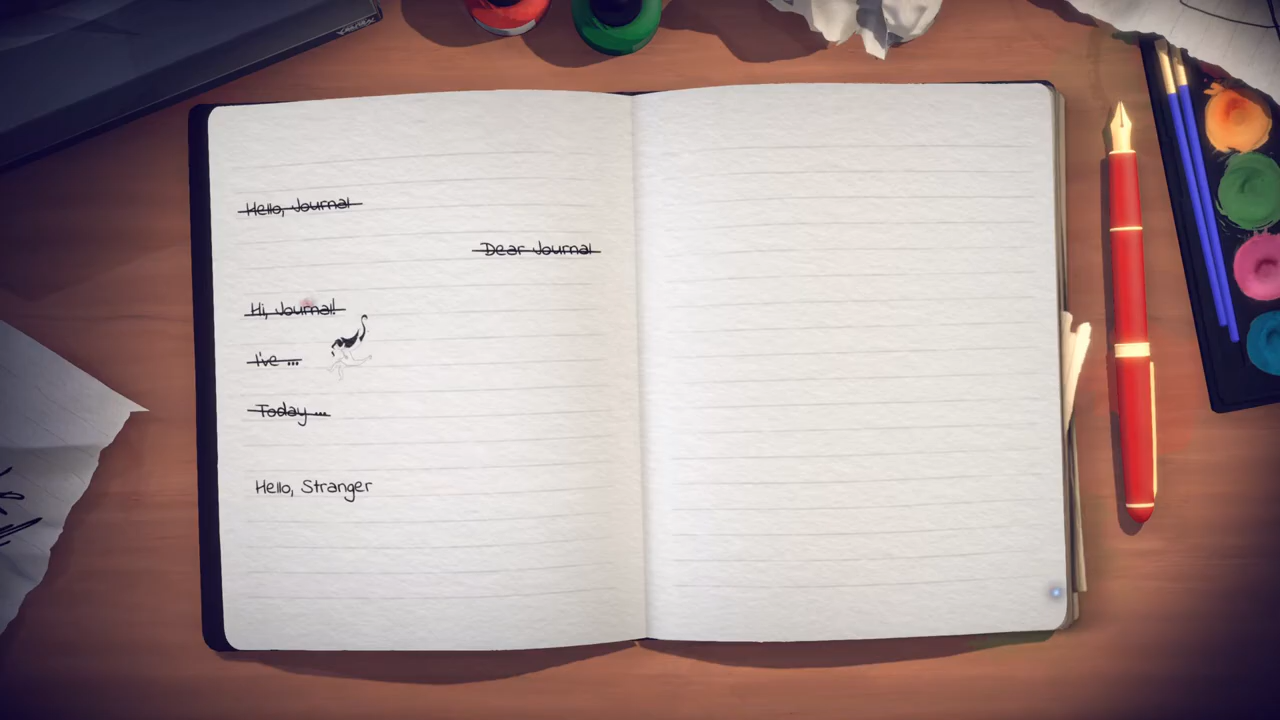 Hello, Journal
Dear Journal
Hi, Journal!
I've ...
Today ...
Hello, Stranger